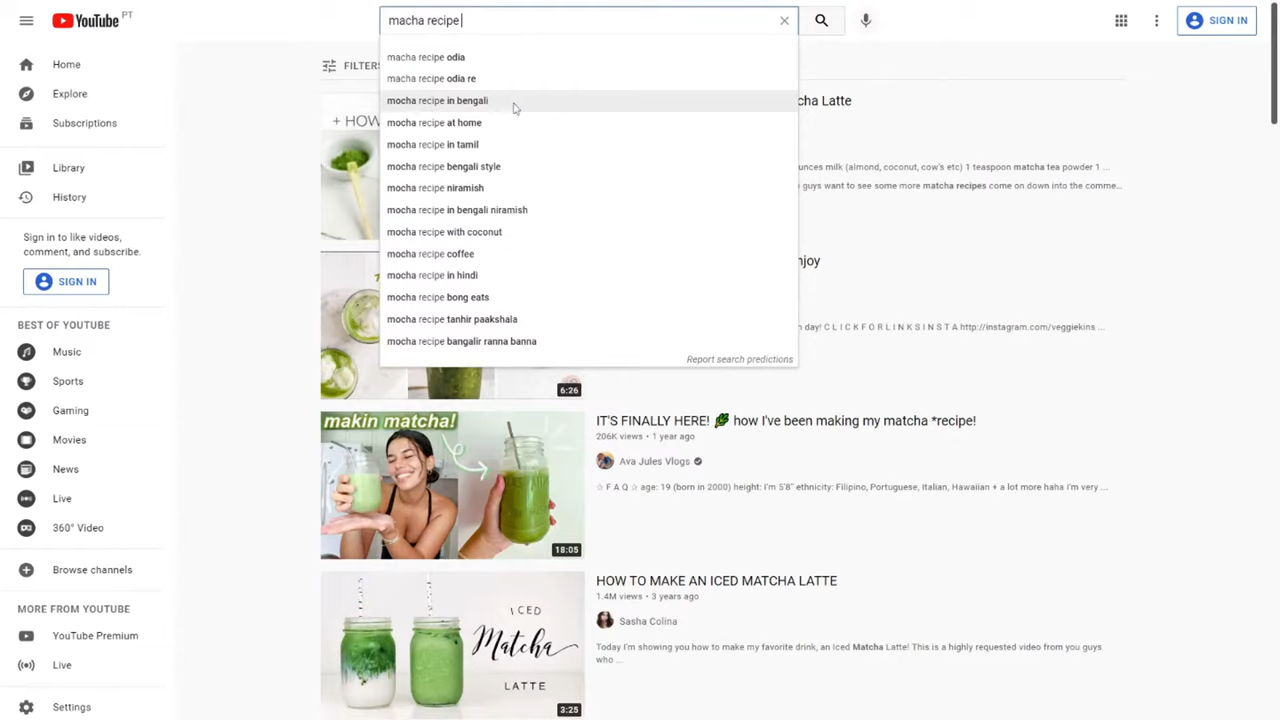 YouTube PT
macha recipe
SIGN IN
Home
Explore
Subscriptions
Library
History
Sign in to like videos,
comment, and subscribe.
SIGN IN
BEST OF YOUTUBE
Music
Sports
Gaming
Movies
News
Live
360° Video
Browse channels
MORE FROM YOUTUBE
YouTube Premium
Live
Settings
FILTERS
macha recipe odia
macha recipe odia re
mocha recipe in bengali
mocha recipe at home
mocha recipe in tamil
mocha recipe bengali style
mocha recipe niramish
mocha recipe in bengali niramish
mocha recipe with coconut
mocha recipe coffee
mocha recipe in hindi
mocha recipe bong eats
mocha recipe tanhir paakshala
mocha recipe bangalir ranna banna
Report search predictions
+ HOW
cha Latte
unces milk (almond, coconut, cow's etc) 1 teaspoon matcha tea powder 1 ...
guys want to see some more matcha recipes come on down into the comme...
njoy
n day! C L I C K F O R L I N K S I N S T A http://instagram.com/veggiekins ...
6:26
makin matcha!
18:05
IT'S FINALLY HERE! 🌿 how I've been making my matcha *recipe!
206K views • 1 year ago
Ava Jules Vlogs
☆ F A Q ☆ age: 19 (born in 2000) height: I'm 5'8" ethnicity: Filipino, Portuguese, Italian, Hawaiian + a lot more haha I'm very ...
ICED
Matcha
LATTE
3:25
HOW TO MAKE AN ICED MATCHA LATTE
1.4M views • 3 years ago
Sasha Colina
Today I'm showing you how to make my favorite drink, an Iced Matcha Latte! This is a highly requested video from you guys
who ...